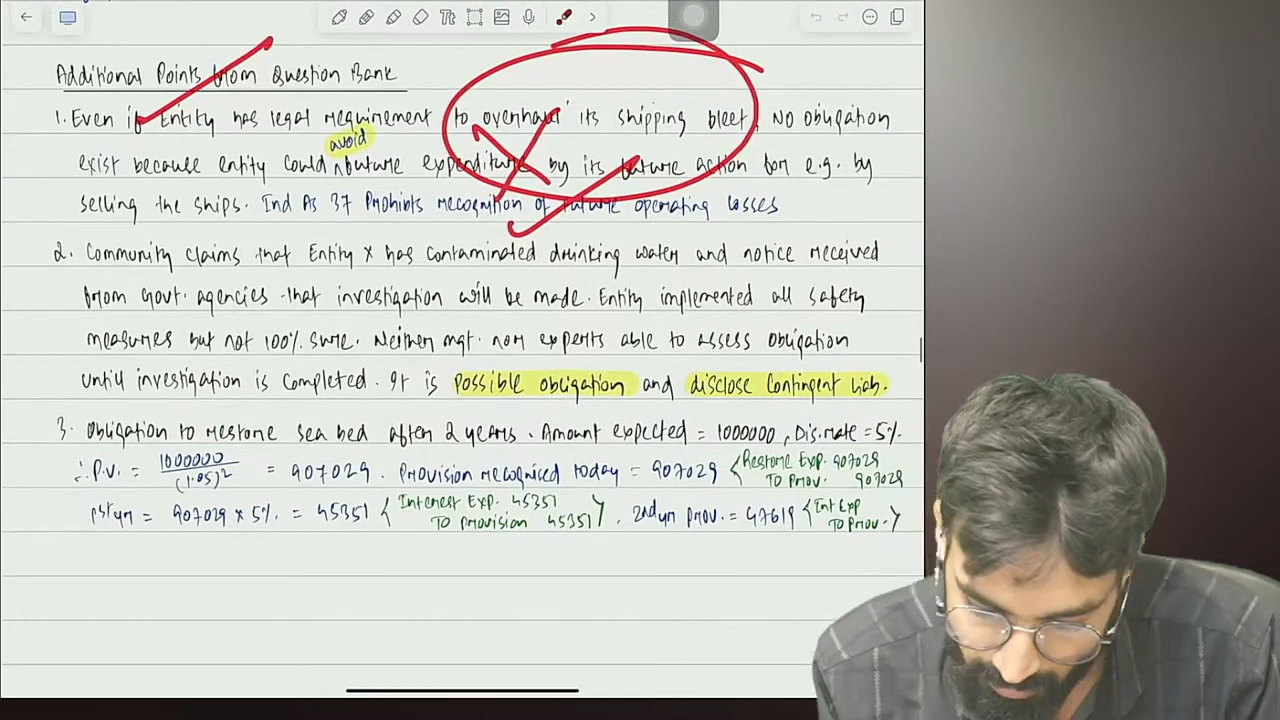 Additional Points from Question Bank
1. Even if Entity has legal requirement to overhaul its shipping fleet, No obligation
avoid
exist because entity could future expenditure by its future action for e.g. by
selling the ships. Ind As 37 Prohibits recognition of future operating losses
2. Community claims that Entity X has contaminated drinking water and notice received
from Govt. agencies that investigation will be made. Entity implemented all safety
measures but not 100% sure. Neither mgt. nor experts able to assess obligation
until investigation is completed. It is possible obligation and disclose Contingent Liab.
3. Obligation to restore sea bed after 2 years. Amount expected = 1000000, Dis.rate = 5%
∴ P.V. = 1000000 / (1.05)² = 907029. Provision recognised today = 907029 < Restore Exp. 907029 To Prov. 907029
1st yr = 907029 x 5% = 45351 < Interest Exp. 45351 To provision 45351 >, 2nd yr prov. = 47619 < Int Exp To prov. >